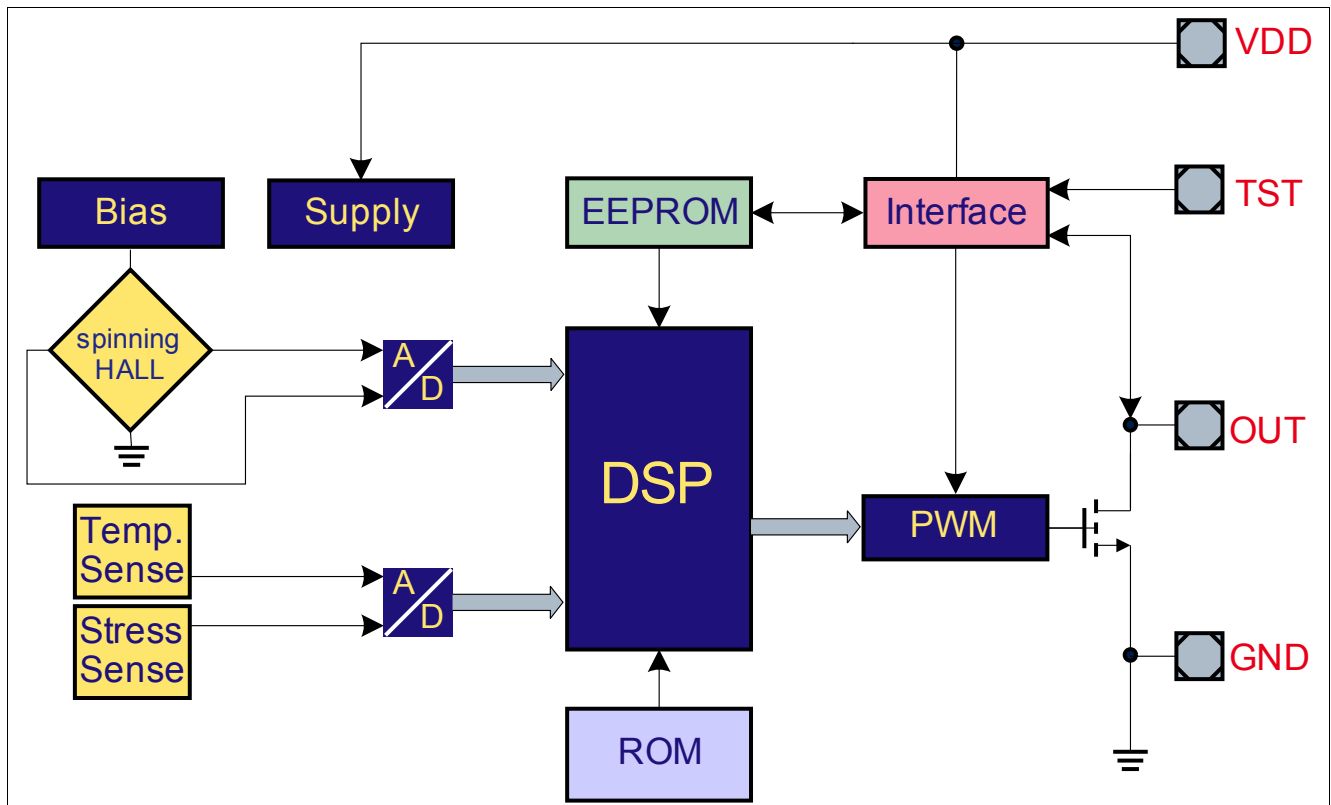 VDD
TST
Bias
Supply
EEPROM
Interface
spinning
HALL
A
D
OUT
DSP
PWM
Temp.
Sense
A
D
Stress
Sense
GND
ROM